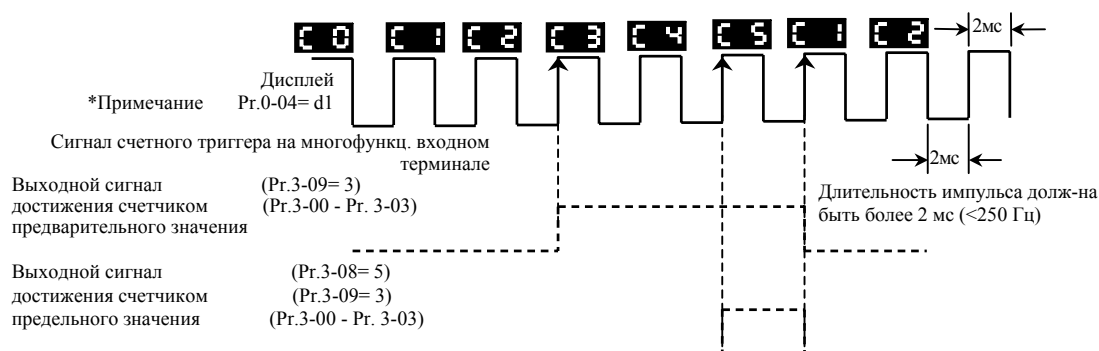 C 0 C 1 C 2 C 3 C 4 C 5 C 1 C 2
2мс
Дисплей
*Примечание Pr.0-04= d1
Сигнал счетного триггера на многофункц. входном
терминале
2мс
Длительность импульса долж-на
быть более 2 мс (<250 Гц)
Выходной сигнал (Pr.3-09= 3)
достижения счетчиком (Pr.3-00 - Pr. 3-03)
предварительного значения
Выходной сигнал (Pr.3-08= 5)
достижения счетчиком (Pr.3-09= 3)
предельного значения (Pr.3-00 - Pr. 3-03)